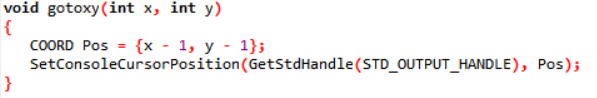 void gotoxy(int x, int y)
{
    COORD Pos = {x - 1, y - 1};
    SetConsoleCursorPosition(GetStdHandle(STD_OUTPUT_HANDLE), Pos);
}